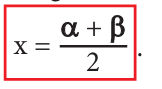 x = (α + β) / 2 .